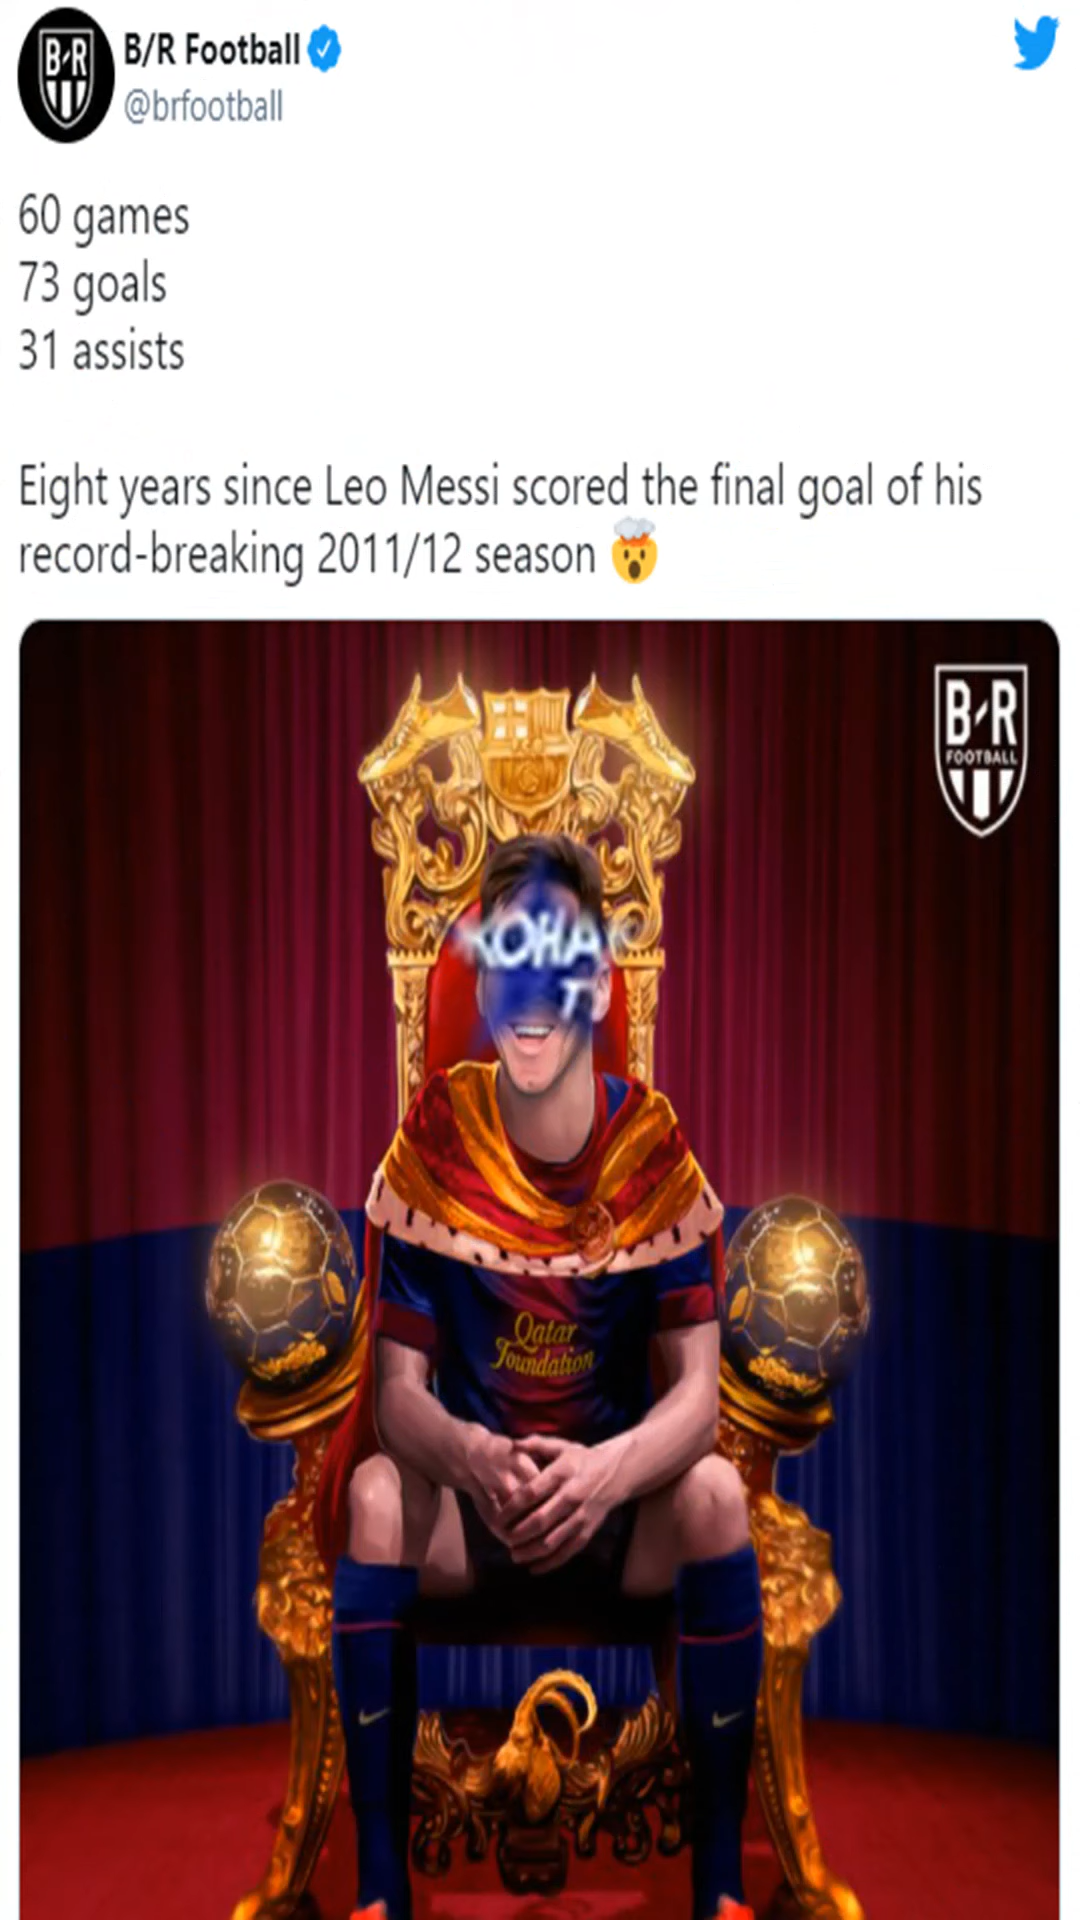 B/R Football
@brfootball
60 games
73 goals
31 assists
Eight years since Leo Messi scored the final goal of his
record-breaking 2011/12 season
B-R
FOOTBALL
Qatar
Foundation